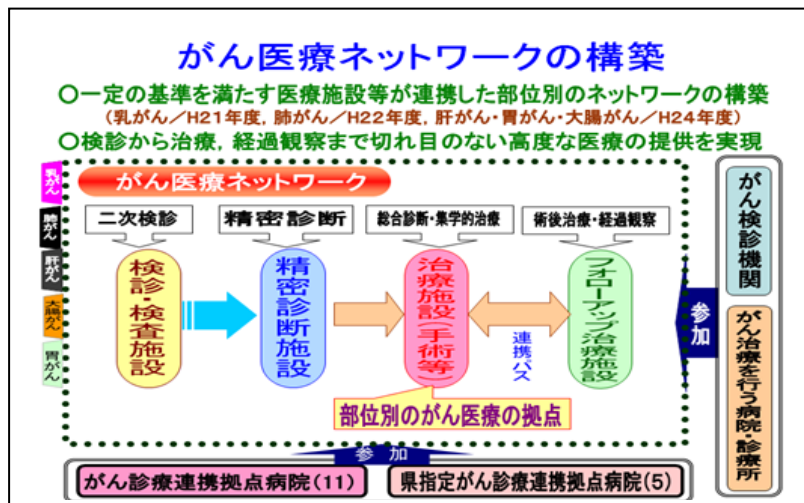 がん医療ネットワークの構築
○一定の基準を満たす医療施設等が連携した部位別のネットワークの構築
(乳がん/H21年度,肺がん/H22年度,肝がん・胃がん・大腸がん/H24年度)
○検診から治療,経過観察まで切れ目のない高度な医療の提供を実現
乳がん
肺がん
肝がん
大腸がん
胃がん
がん医療ネットワーク
二次検診
精密診断
総合診断・集学的治療
術後治療・経過観察
検診・検査施設
精密診断施設
治療施設(手術等)
連携パス
フォローアップ治療施設
部位別のがん医療の拠点
参加
がん検診機関
がん治療を行う病院・診療所
参加
がん診療連携拠点病院(11)
県指定がん診療連携拠点病院(5)